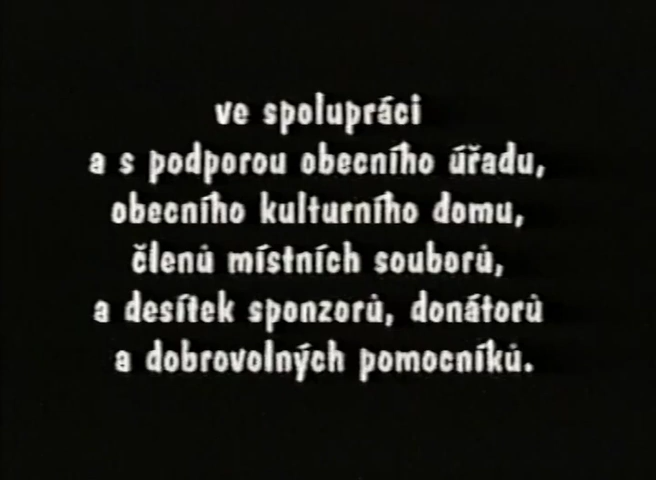 ve spolupráci
a s podporou obecního úřadu,
obecního kulturního domu,
členů místních souborů,
a desítek sponzorů, donátorů
a dobrovolných pomocníků.